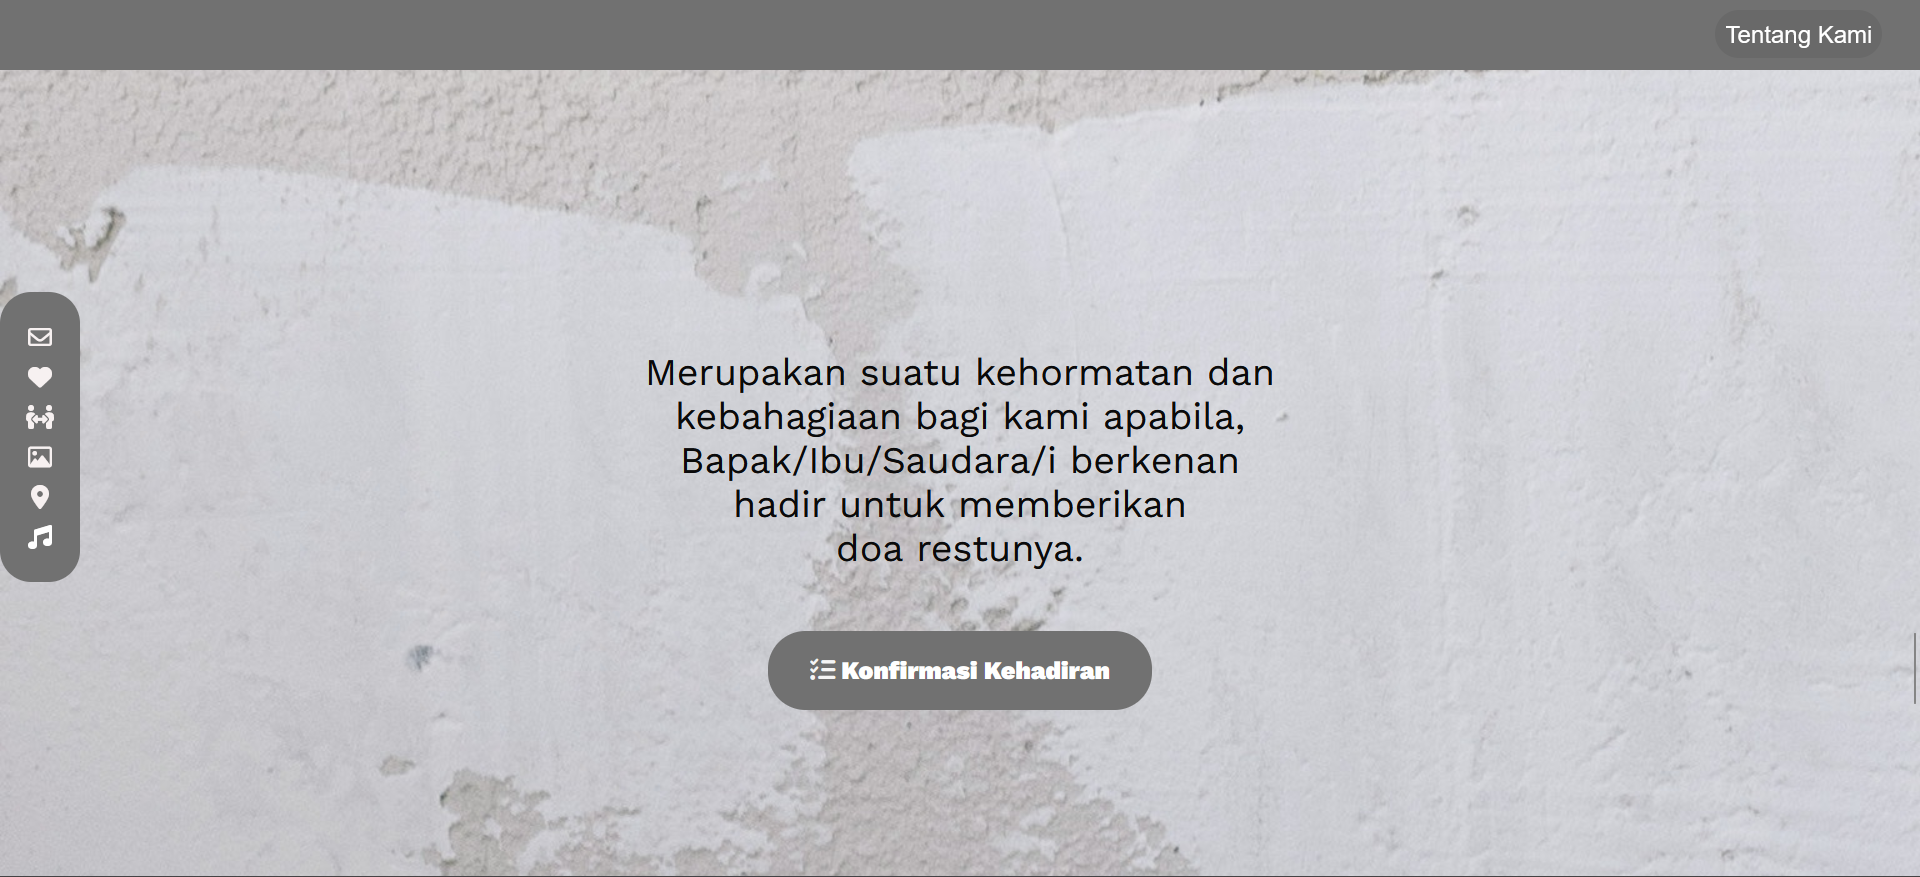 Tentang Kami
Merupakan suatu kehormatan dan
kebahagiaan bagi kami apabila,
Bapak/Ibu/Saudara/i berkenan
hadir untuk memberikan
doa restunya.
Konfirmasi Kehadiran